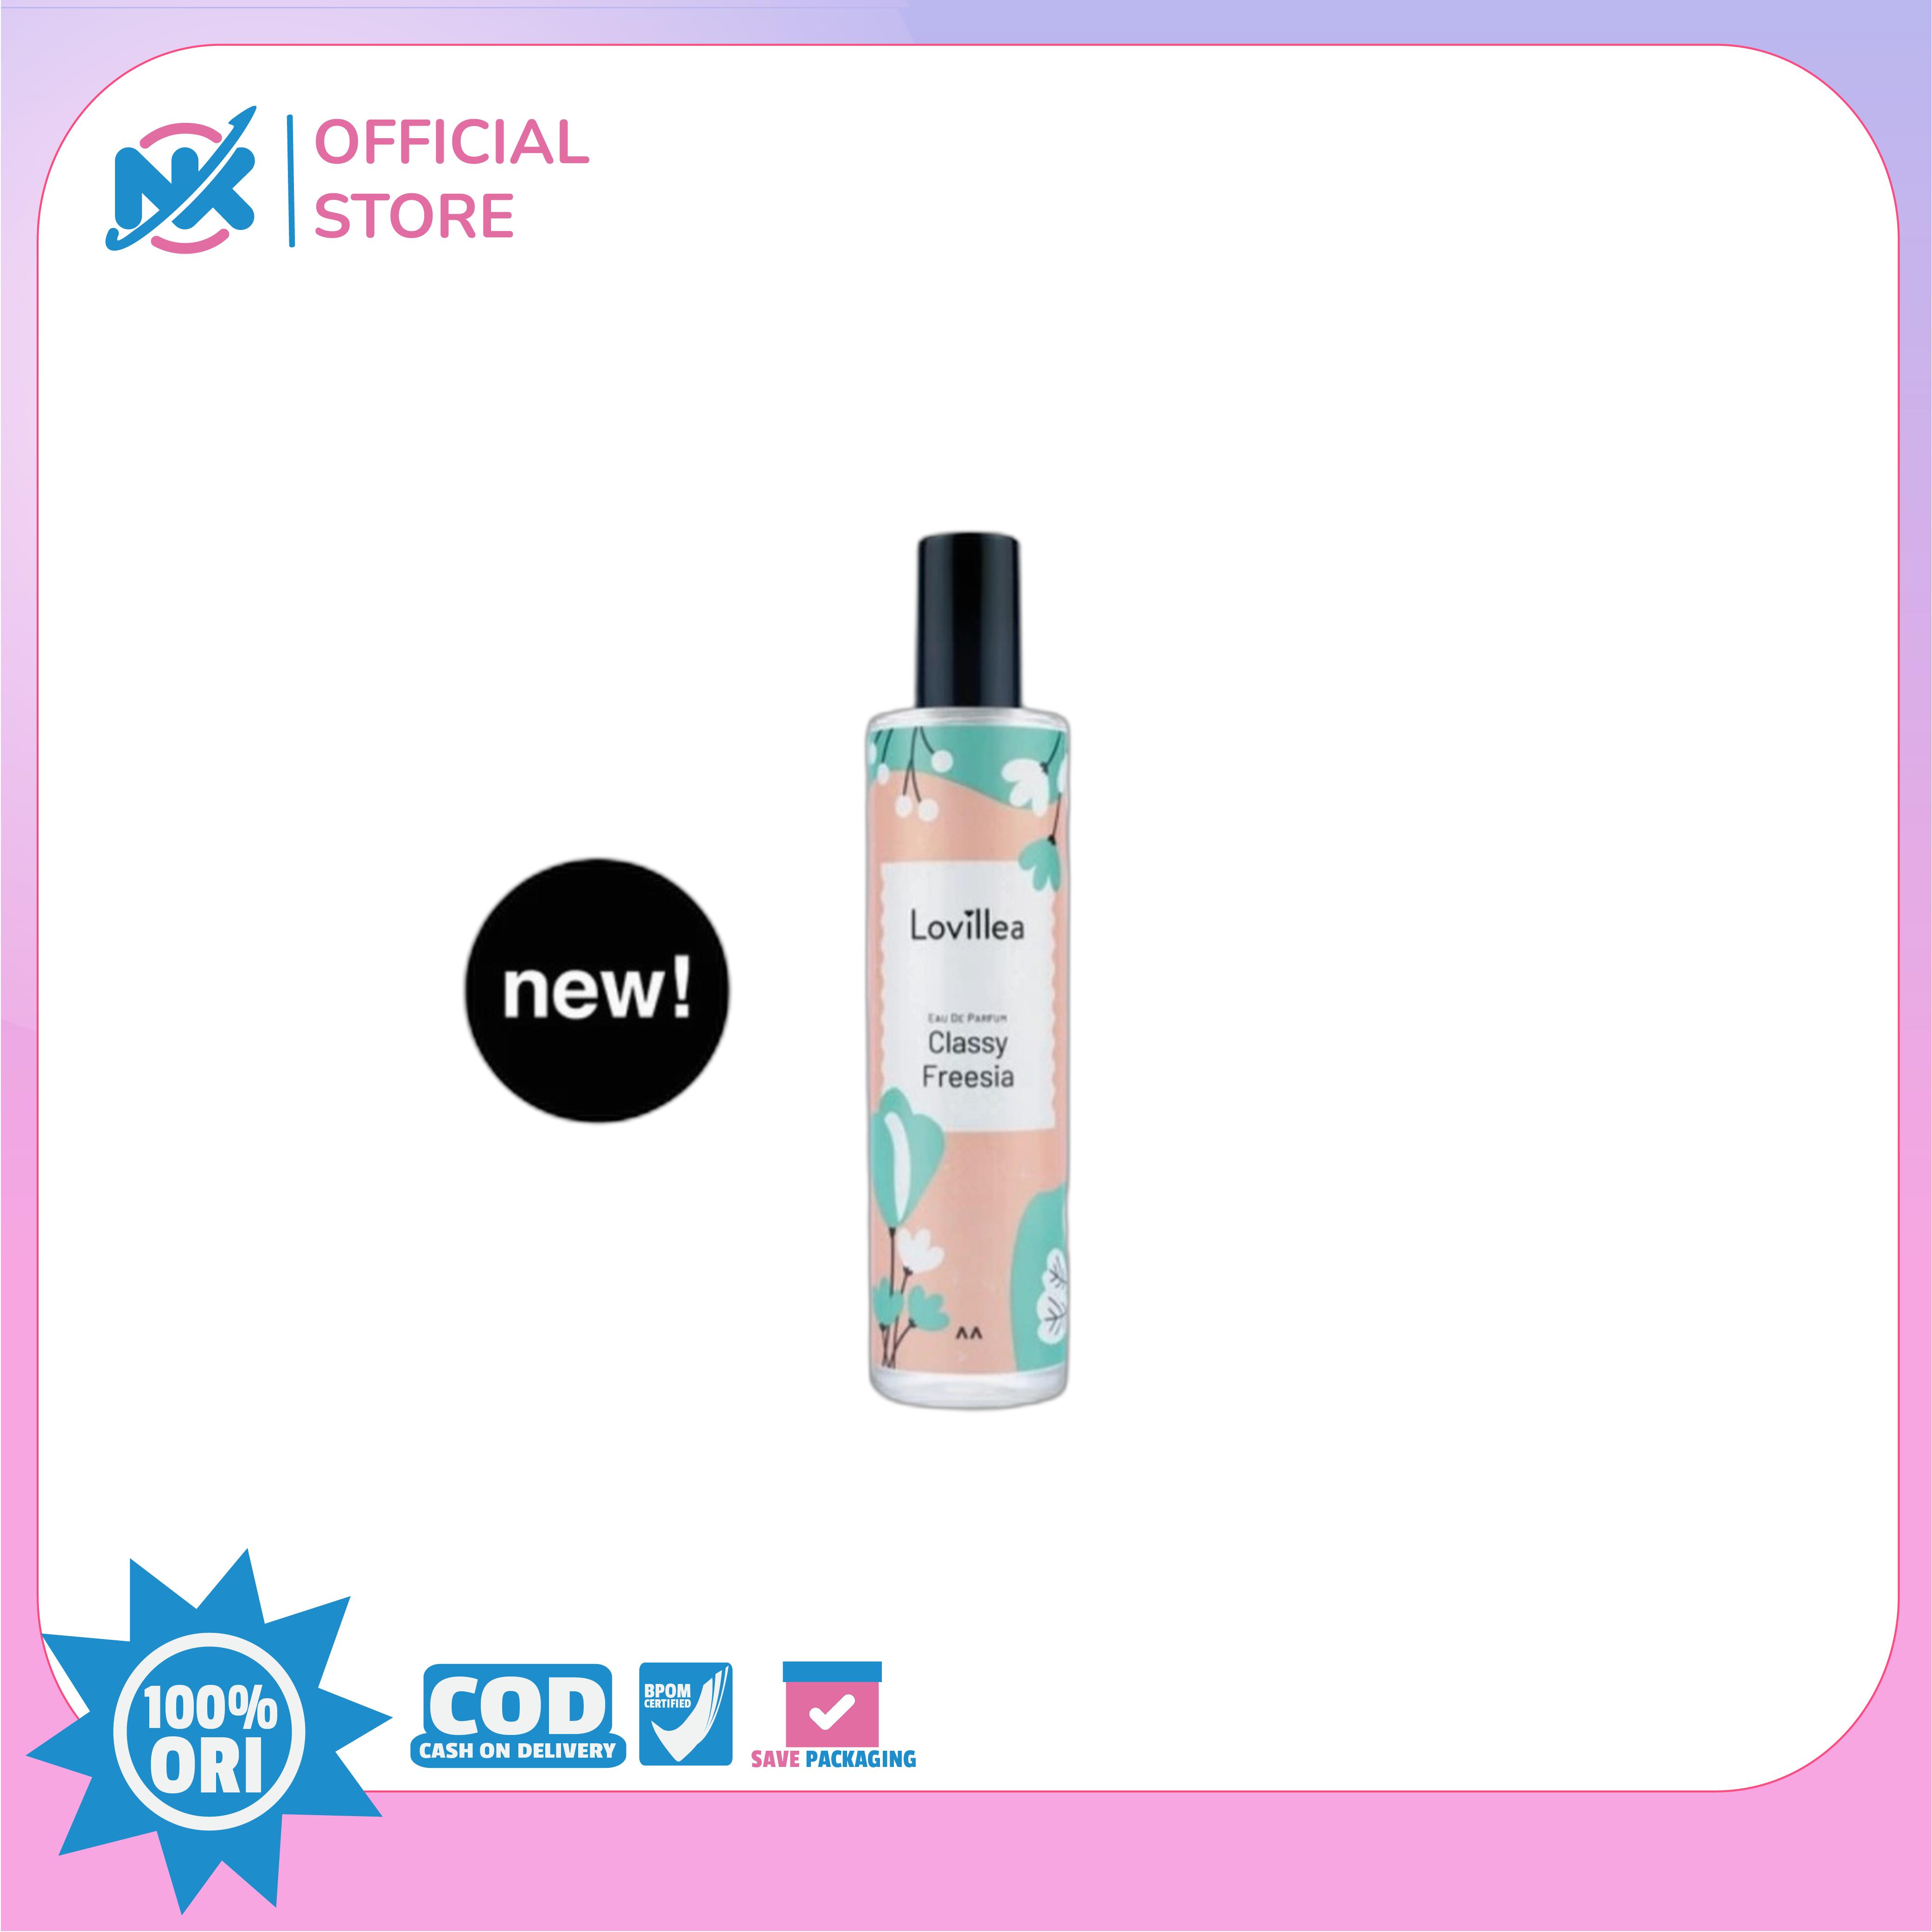 NK
OFFICIAL
STORE
new!
Lovillea
EAU DE PARFUM
Classy
Freesia
100%
ORI
COD
CASH ON DELIVERY
BPOM
CERTIFIED
SAVE PACKAGING